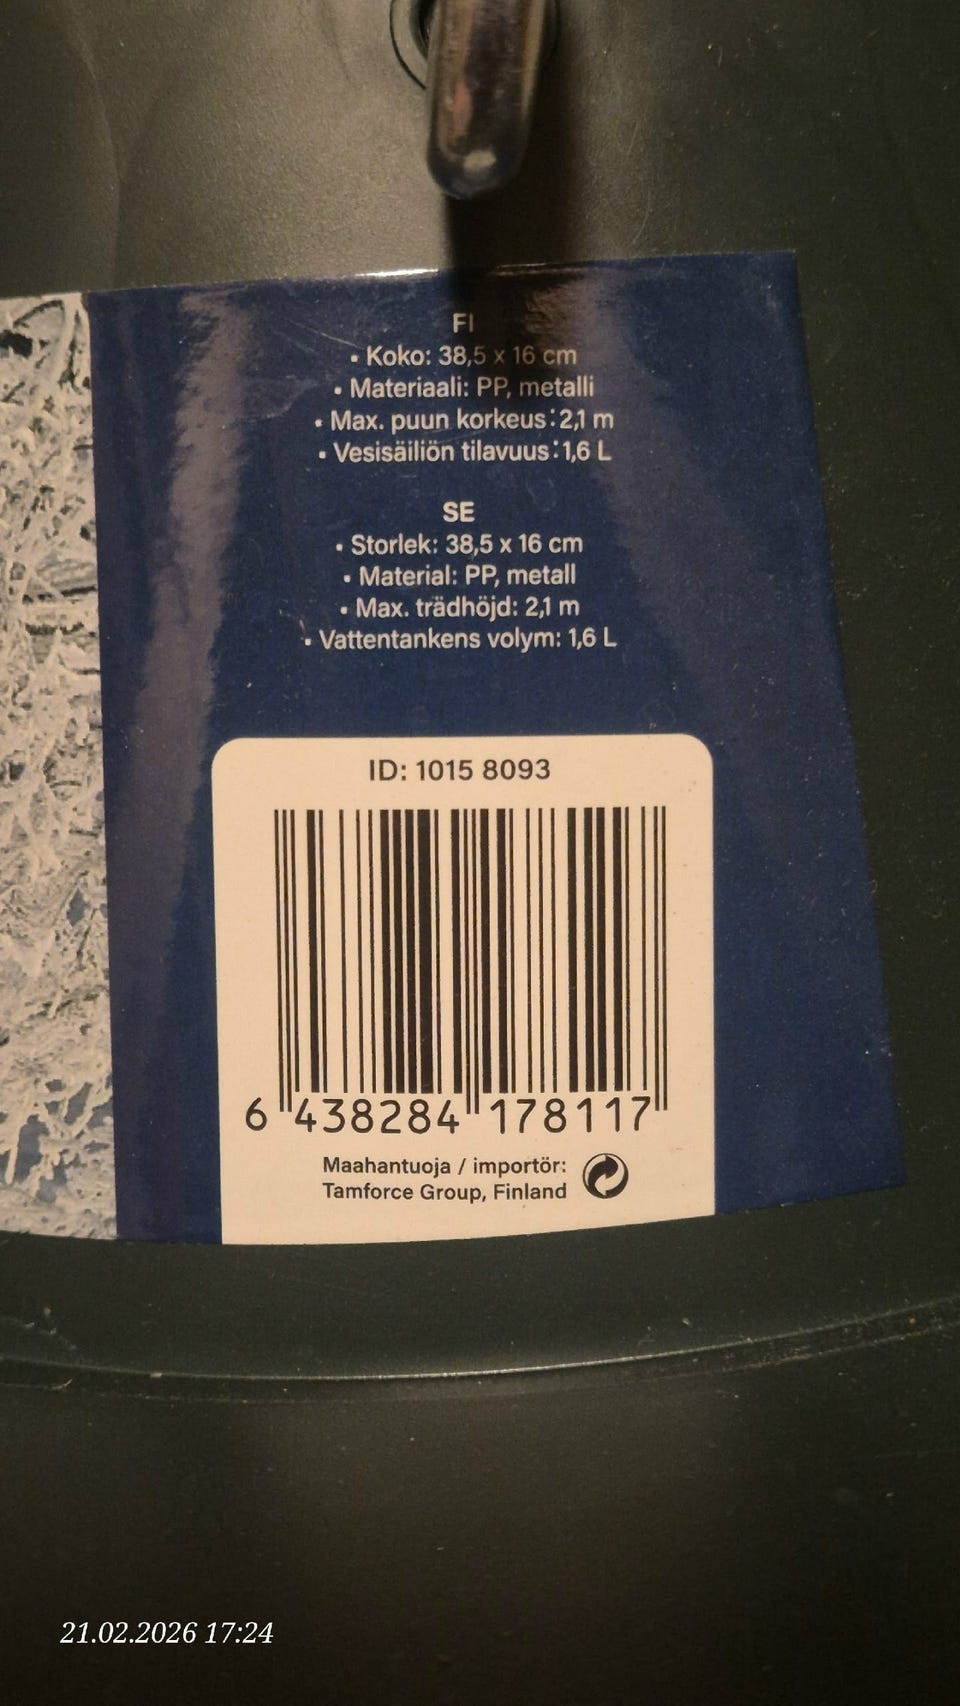 FI
• Koko: 38,5 x 16 cm
• Materiaali: PP, metalli
• Max. puun korkeus: 2,1 m
• Vesisäiliön tilavuus: 1,6 L
SE
• Storlek: 38,5 x 16 cm
• Material: PP, metall
• Max. trädhöjd: 2,1 m
• Vattentankens volym: 1,6 L
ID: 1015 8093
6 438284 178117
Maahantuoja / importör:
Tamforce Group, Finland
21.02.2026 17:24